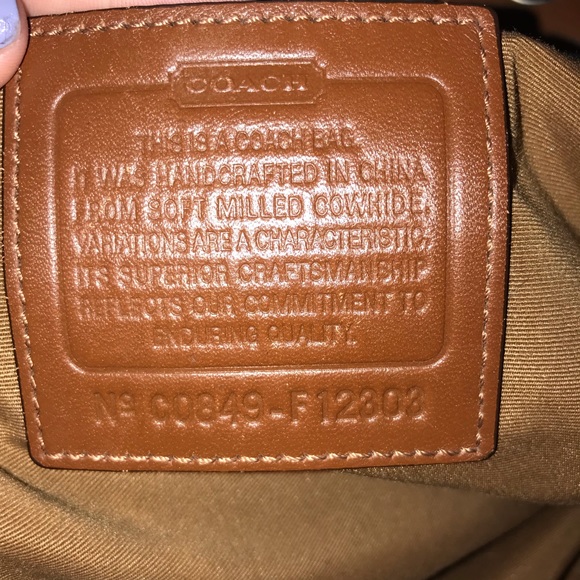 COACH
THIS IS A COACH BAG.
IT WAS HANDCRAFTED IN CHINA
FROM SOFT MILLED COWHIDE.
VARIATIONS ARE A CHARACTERISTIC.
ITS SUPERIOR CRAFTSMANSHIP
REFLECTS OUR COMMITMENT TO
ENDURING QUALITY.
Nº C0849-F12303